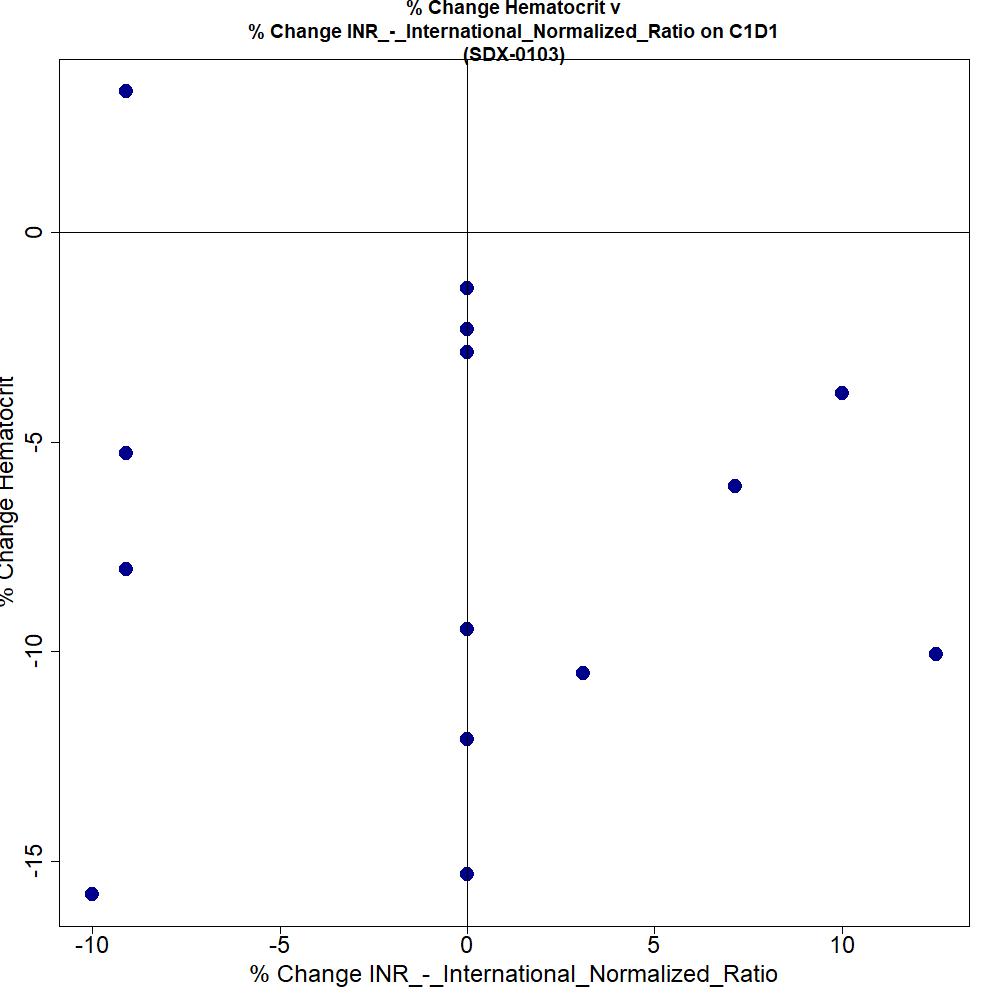 % Change Hematocrit v
% Change INR_-_International_Normalized_Ratio on C1D1
(SDX-0103)
% Change Hematocrit
0
-5
-10
-15
-10
-5
0
5
10
% Change INR_-_International_Normalized_Ratio